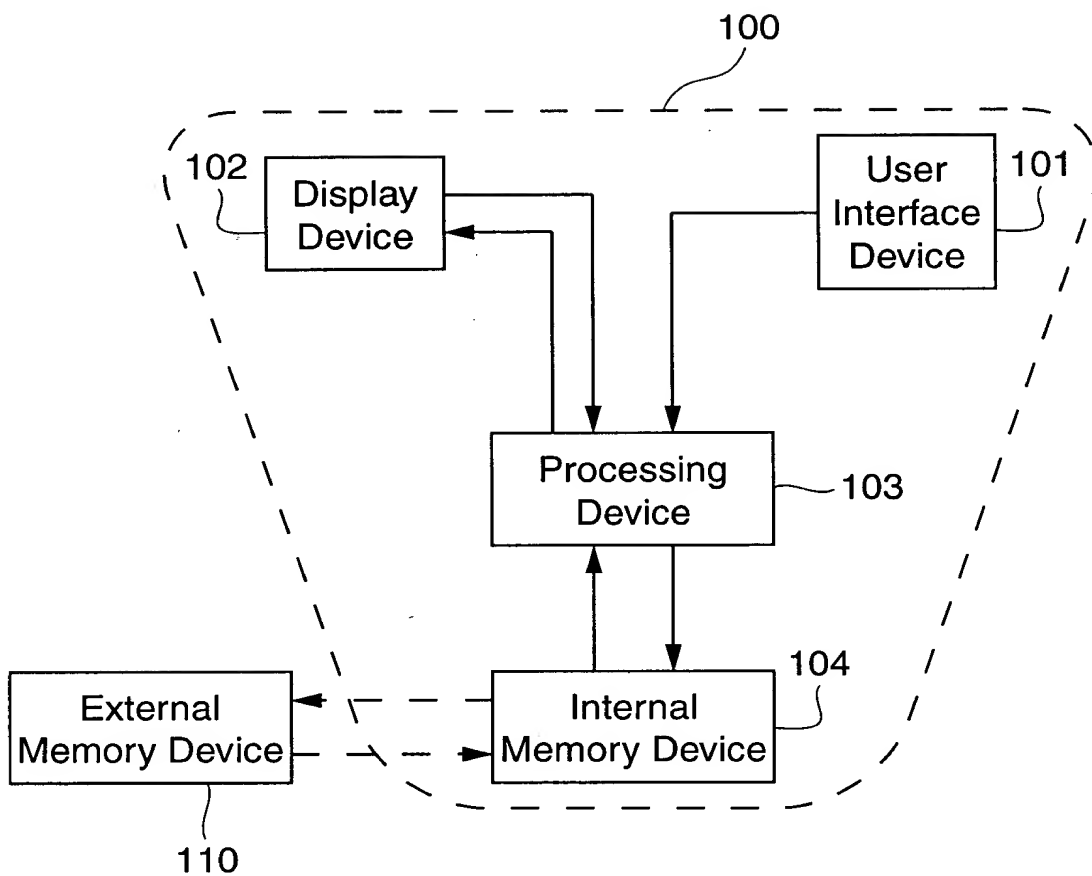 100
102
Display
Device
User
Interface
Device
101
Processing
Device
103
104
External
Memory Device
Internal
Memory Device
110